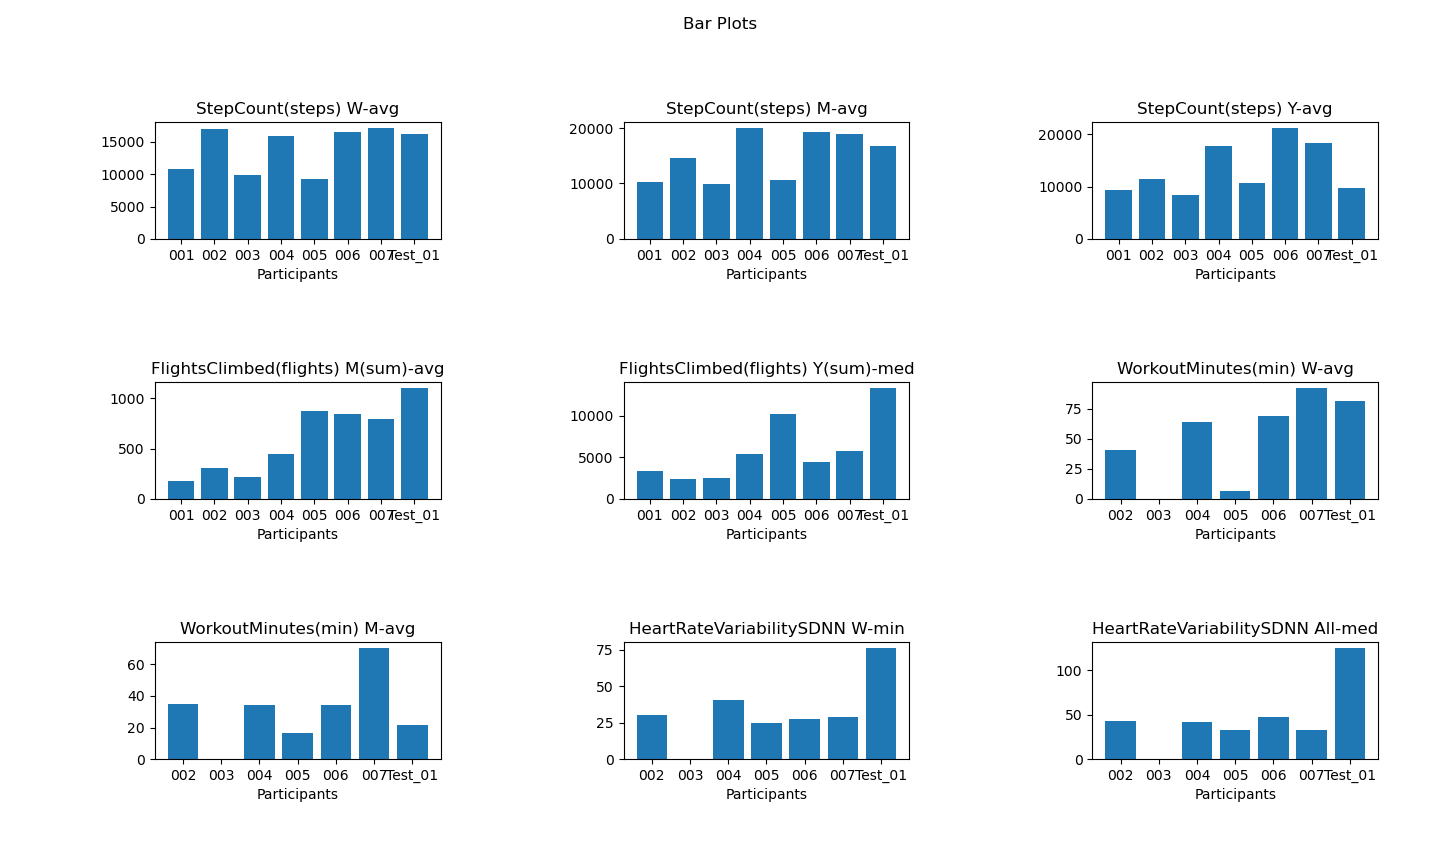 Bar Plots
StepCount(steps) W-avg
15000
10000
5000
0
001 002 003 004 005 006 007 Test_01
Participants
StepCount(steps) M-avg
20000
10000
0
001 002 003 004 005 006 007 Test_01
Participants
StepCount(steps) Y-avg
20000
10000
0
001 002 003 004 005 006 007 Test_01
Participants
FlightsClimbed(flights) M(sum)-avg
1000
500
0
001 002 003 004 005 006 007 Test_01
Participants
FlightsClimbed(flights) Y(sum)-med
10000
5000
0
001 002 003 004 005 006 007 Test_01
Participants
WorkoutMinutes(min) W-avg
75
50
25
0
002 003 004 005 006 007 Test_01
Participants
WorkoutMinutes(min) M-avg
60
40
20
0
002 003 004 005 006 007 Test_01
Participants
HeartRateVariabilitySDNN W-min
75
50
25
0
002 003 004 005 006 007 Test_01
Participants
HeartRateVariabilitySDNN All-med
100
50
0
002 003 004 005 006 007 Test_01
Participants